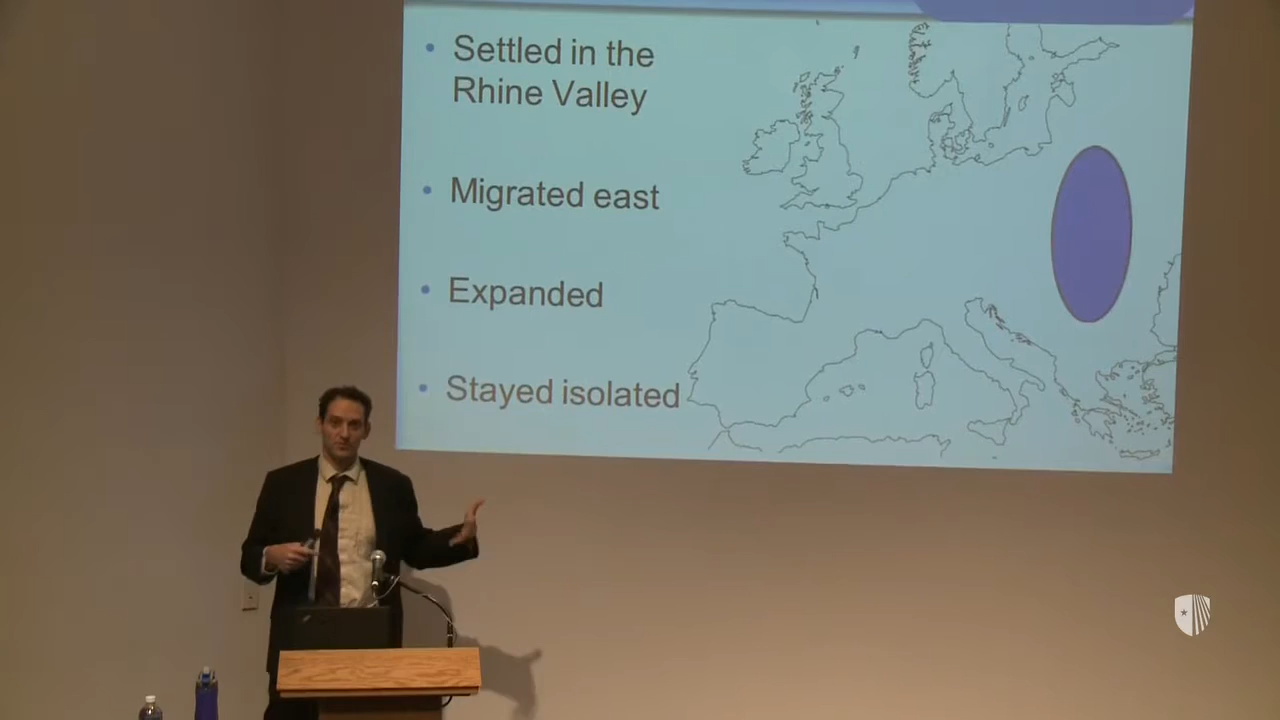 • Settled in the
Rhine Valley
• Migrated east
• Expanded
• Stayed isolated